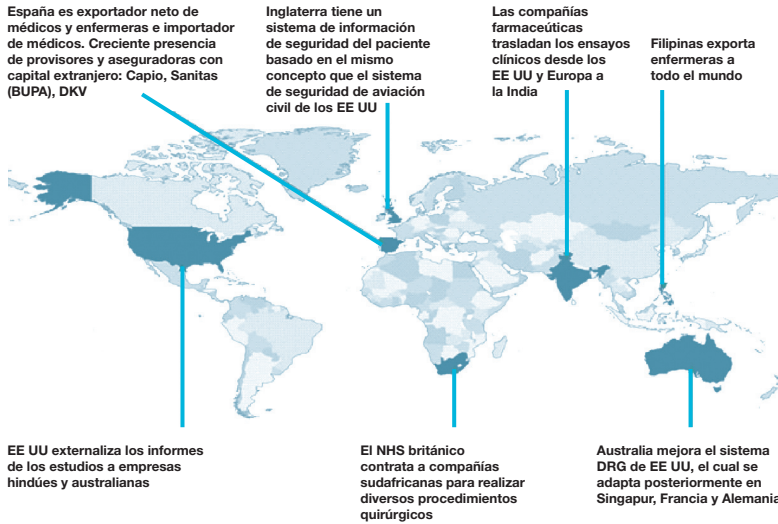 España es exportador neto de
médicos y enfermeras e importador
de médicos. Creciente presencia
de provisores y aseguradoras con
capital extranjero: Capio, Sanitas
(BUPA), DKV
Inglaterra tiene un
sistema de información
de seguridad del paciente
basado en el mismo
concepto que el sistema
de seguridad de aviación
civil de los EE UU
Las compañías
farmaceúticas
trasladan los ensayos
clínicos desde los
EE UU y Europa a
la India
Filipinas exporta
enfermeras a
todo el mundo
EE UU externaliza los informes
de los estudios a empresas
hindúes y australianas
El NHS británico
contrata a compañías
sudafricanas para realizar
diversos procedimientos
quirúrgicos
Australia mejora el sistema
DRG de EE UU, el cual se
adapta posteriormente en
Singapur, Francia y Alemania